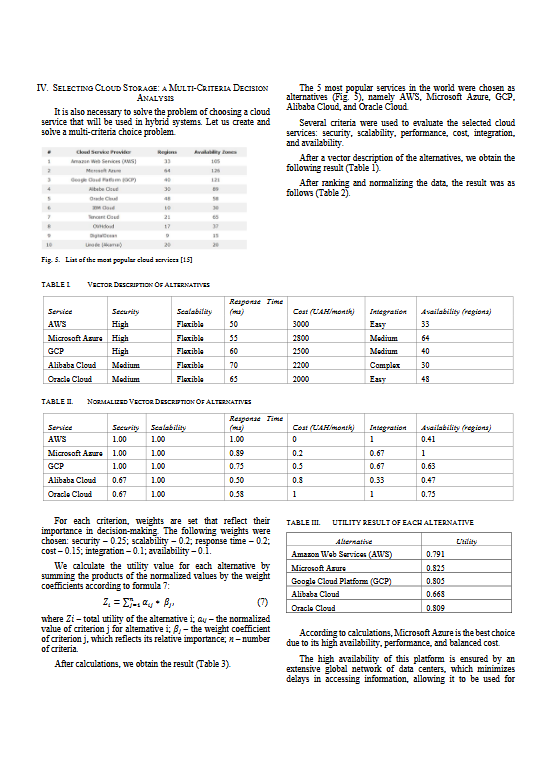 IV. SELECTING CLOUD STORAGE: A MULTI-CRITERIA DECISION
ANALYSIS
It is also necessary to solve the problem of choosing a cloud
service that will be used in hybrid systems. Let us create and
solve a multi-criteria choice problem.
# Cloud Service Provider Regions Availability Zones
1 Amazon Web Services (AWS) 33 105
2 Microsoft Azure 64 126
3 Google Cloud Platform (GCP) 40 121
4 Alibaba Cloud 30 89
5 Oracle Cloud 48 58
6 IBM Cloud 10 30
7 Tencent Cloud 21 65
8 OVHcloud 17 37
9 DigitalOcean 9 15
10 Linode (Akamai) 20 20
Fig. 5. List of the most popular cloud services [15]
The 5 most popular services in the world were chosen as
alternatives (Fig. 5), namely AWS, Microsoft Azure, GCP,
Alibaba Cloud, and Oracle Cloud.
Several criteria were used to evaluate the selected cloud
services: security, scalability, performance, cost, integration,
and availability.
After a vector description of the alternatives, we obtain the
following result (Table 1).
After ranking and normalizing the data, the result was as
follows (Table 2).
TABLE I. VECTOR DESCRIPTION OF ALTERNATIVES
Service Security Scalability Response Time (ms) Cost (UAH/month) Integration Availability (regions)
AWS High Flexible 50 3000 Easy 33
Microsoft Azure High Flexible 55 2800 Medium 64
GCP High Flexible 60 2500 Medium 40
Alibaba Cloud Medium Flexible 70 2200 Complex 30
Oracle Cloud Medium Flexible 65 2000 Easy 48
TABLE II. NORMALIZED VECTOR DESCRIPTION OF ALTERNATIVES
Service Security Scalability Response Time (ms) Cost (UAH/month) Integration Availability (regions)
AWS 1.00 1.00 1.00 0 1 0.41
Microsoft Azure 1.00 1.00 0.89 0.2 0.67 1
GCP 1.00 1.00 0.75 0.5 0.67 0.63
Alibaba Cloud 0.67 1.00 0.50 0.8 0.33 0.47
Oracle Cloud 0.67 1.00 0.58 1 1 0.75
For each criterion, weights are set that reflect their
importance in decision-making. The following weights were
chosen: security – 0.25; scalability – 0.2; response time – 0.2;
cost – 0.15; integration – 0.1; availability – 0.1.
We calculate the utility value for each alternative by
summing the products of the normalized values by the weight
coefficients according to formula 7:
Z_i = ∑_{j=1}^{n} α_{ij} * β_j, (7)
where Zi – total utility of the alternative i; α_{ij} – the normalized
value of criterion j for alternative i; β_j – the weight coefficient
of criterion j, which reflects its relative importance; n – number
of criteria.
After calculations, we obtain the result (Table 3).
TABLE III. UTILITY RESULT OF EACH ALTERNATIVE
Alternative Utility
Amazon Web Services (AWS) 0.791
Microsoft Azure 0.825
Google Cloud Platform (GCP) 0.805
Alibaba Cloud 0.668
Oracle Cloud 0.809
According to calculations, Microsoft Azure is the best choice
due to its high availability, performance, and balanced cost.
The high availability of this platform is ensured by an
extensive global network of data centers, which minimizes
delays in accessing information, allowing it to be used for